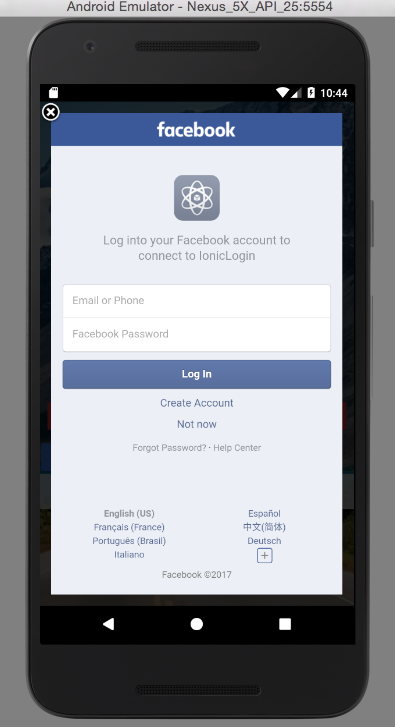 Android Emulator - Nexus_5X_API_25:5554
10:44
facebook
Log into your Facebook account to
connect to IonicLogin
Email or Phone
Facebook Password
Log In
Create Account
Not now
Forgot Password? · Help Center
English (US) Español
Français (France) 中文(简体)
Português (Brasil) Deutsch
Italiano
Facebook ©2017